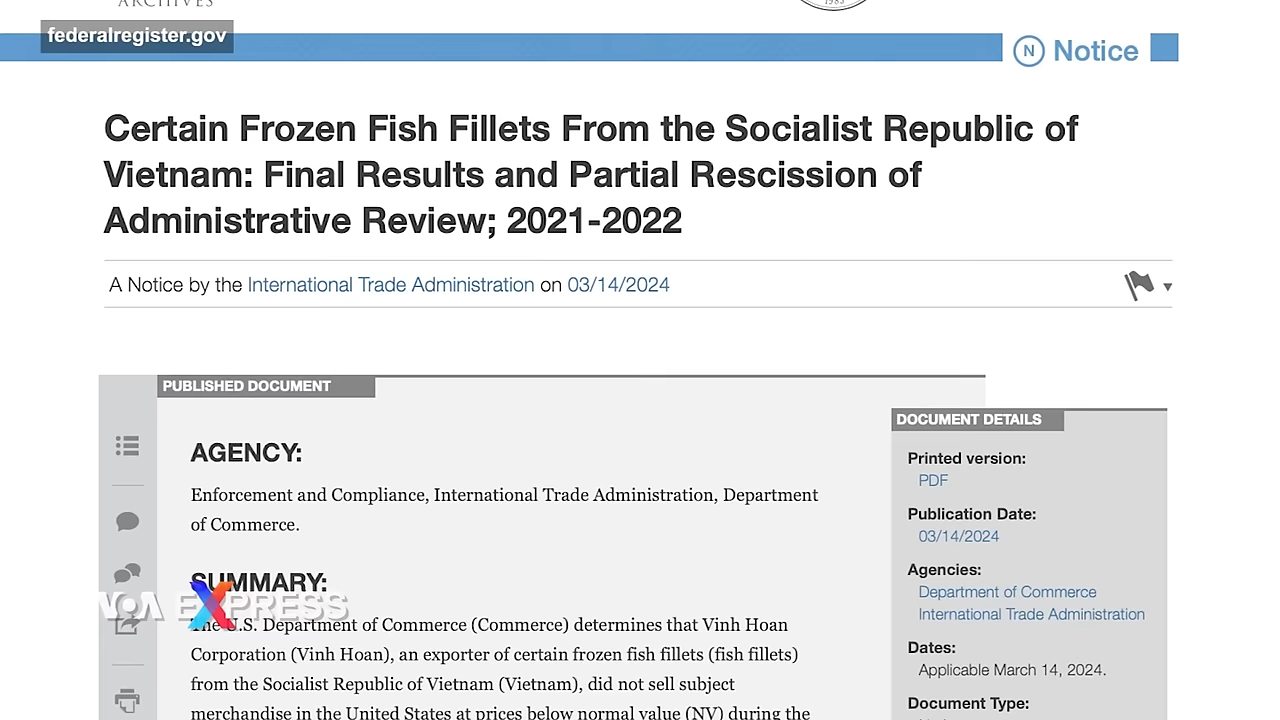 ARCHIVES
1985
federalregister.gov
N Notice
Certain Frozen Fish Fillets From the Socialist Republic of
Vietnam: Final Results and Partial Rescission of
Administrative Review; 2021-2022
A Notice by the International Trade Administration on 03/14/2024
PUBLISHED DOCUMENT
AGENCY:
Enforcement and Compliance, International Trade Administration, Department
of Commerce.
SUMMARY:
VOA EXPRESS
The U.S. Department of Commerce (Commerce) determines that Vinh Hoan
Corporation (Vinh Hoan), an exporter of certain frozen fish fillets (fish fillets)
from the Socialist Republic of Vietnam (Vietnam), did not sell subject
merchandise in the United States at prices below normal value (NV) during the
DOCUMENT DETAILS
Printed version:
PDF
Publication Date:
03/14/2024
Agencies:
Department of Commerce
International Trade Administration
Dates:
Applicable March 14, 2024.
Document Type: